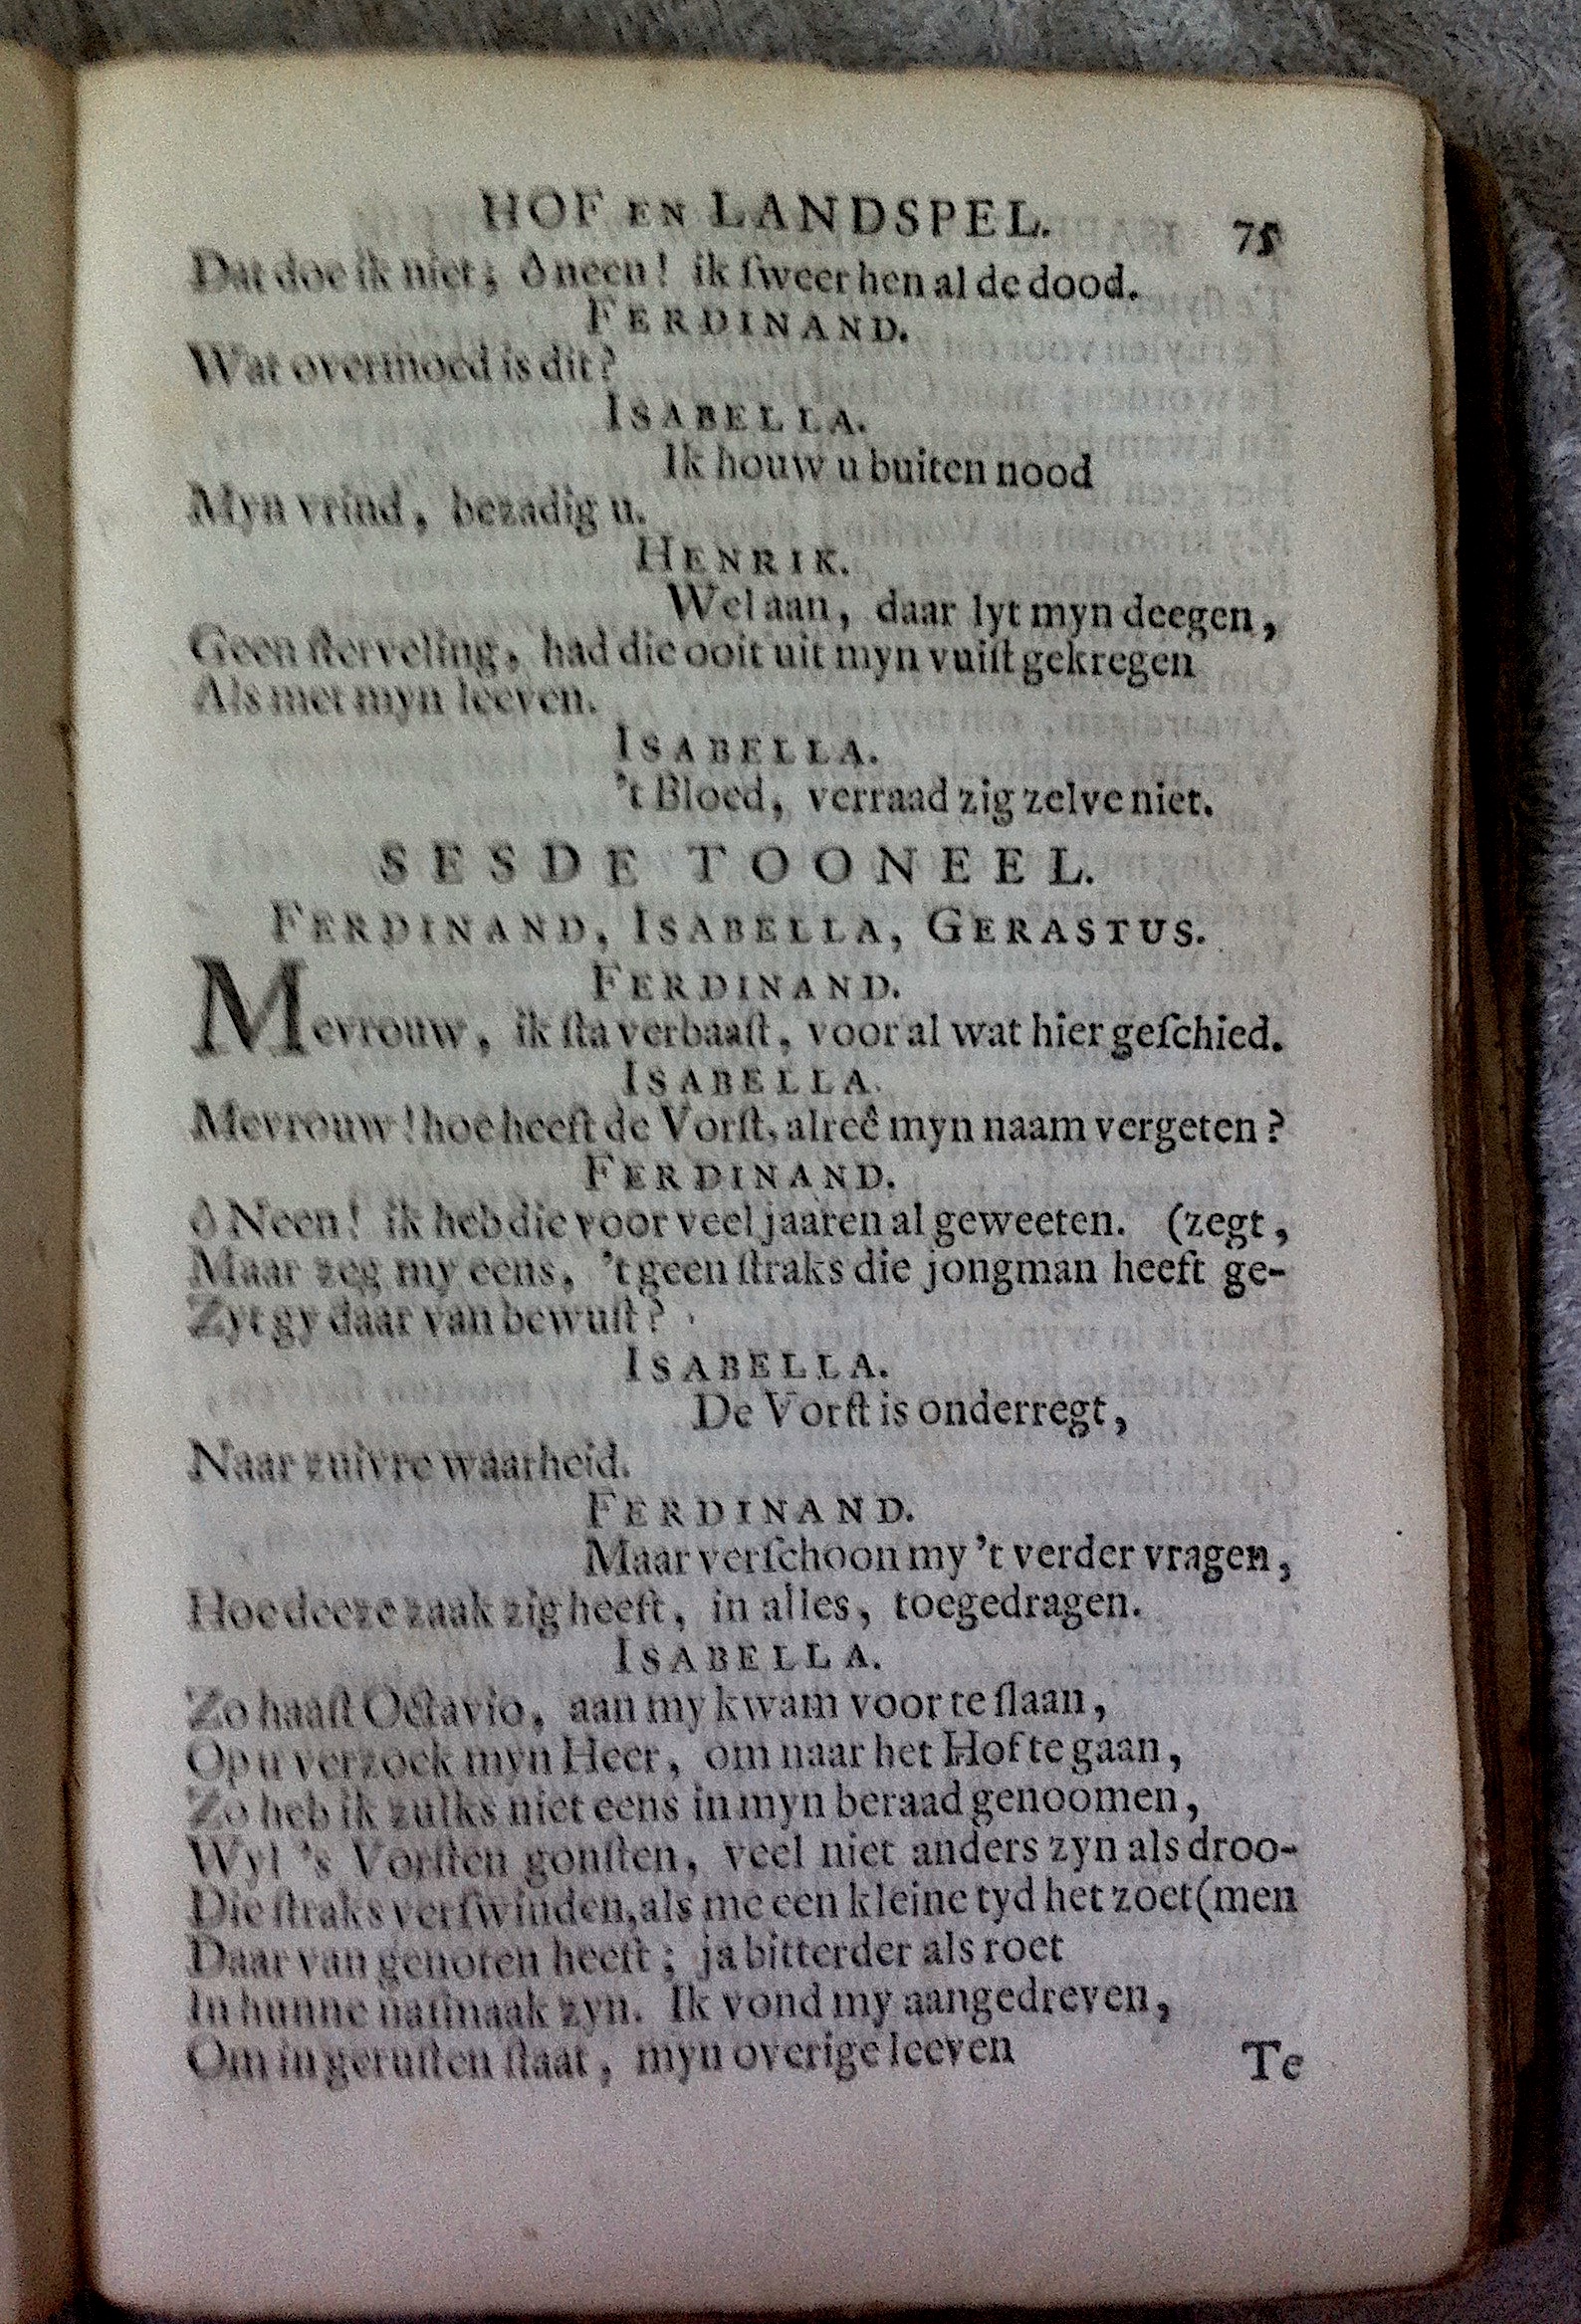 HOF EN LANDSPEL. 75
Dat doe ik niet; ô neen! ik ſweer hen al de dood.
FERDINAND.
Wat overmoed is dit?
ISABELLA.
Ik houw u buiten nood
Myn vrind, bezadig u.
HENRIK.
Wel aan, daar lyt myn deegen,
Geen ſterveling, had die ooit uit myn vuiſt gekregen
Als met myn leeven.
ISABELLA.
't Bloed, verraad zig zelve niet.
SESDE TOONEEL.
FERDINAND, ISABELLA, GERASTUS.
FERDINAND.
Mevrouw, ik ſta verbaaſt, voor al wat hier geſchied.
ISABELLA.
Mevrouw! hoe heeft de Vorſt, alreê myn naam vergeten?
FERDINAND.
ô Neen! ik heb die voor veel jaaren al geweeten. (zegt,
Maar zeg my eens, 't geen ſtraks die jongman heeft ge-
Zyt gy daar van bewuſt?
ISABELLA.
De Vorſt is onderregt,
Naar zuivre waarheid.
FERDINAND.
Maar verſchoon my 't verder vragen,
Hoe deeze zaak zig heeft, in alles, toegedragen.
ISABELLA.
Zo haaſt Octavio, aan my kwam voor te ſlaan,
Op u verzoek myn Heer, om naar het Hof te gaan,
Zo heb ik zulks niet eens in myn beraad genoomen,
Wyl 's Vorſten gonſten, veel niet anders zyn als droo-
Die ſtraks verſwinden, als me een kleine tyd het zoet (men
Daar van genoten heeft; ja bitterder als roet
In hunne naſmaak zyn. Ik vond my aangedreven,
Om in geruſten ſtaat, myn overige leeven
Te